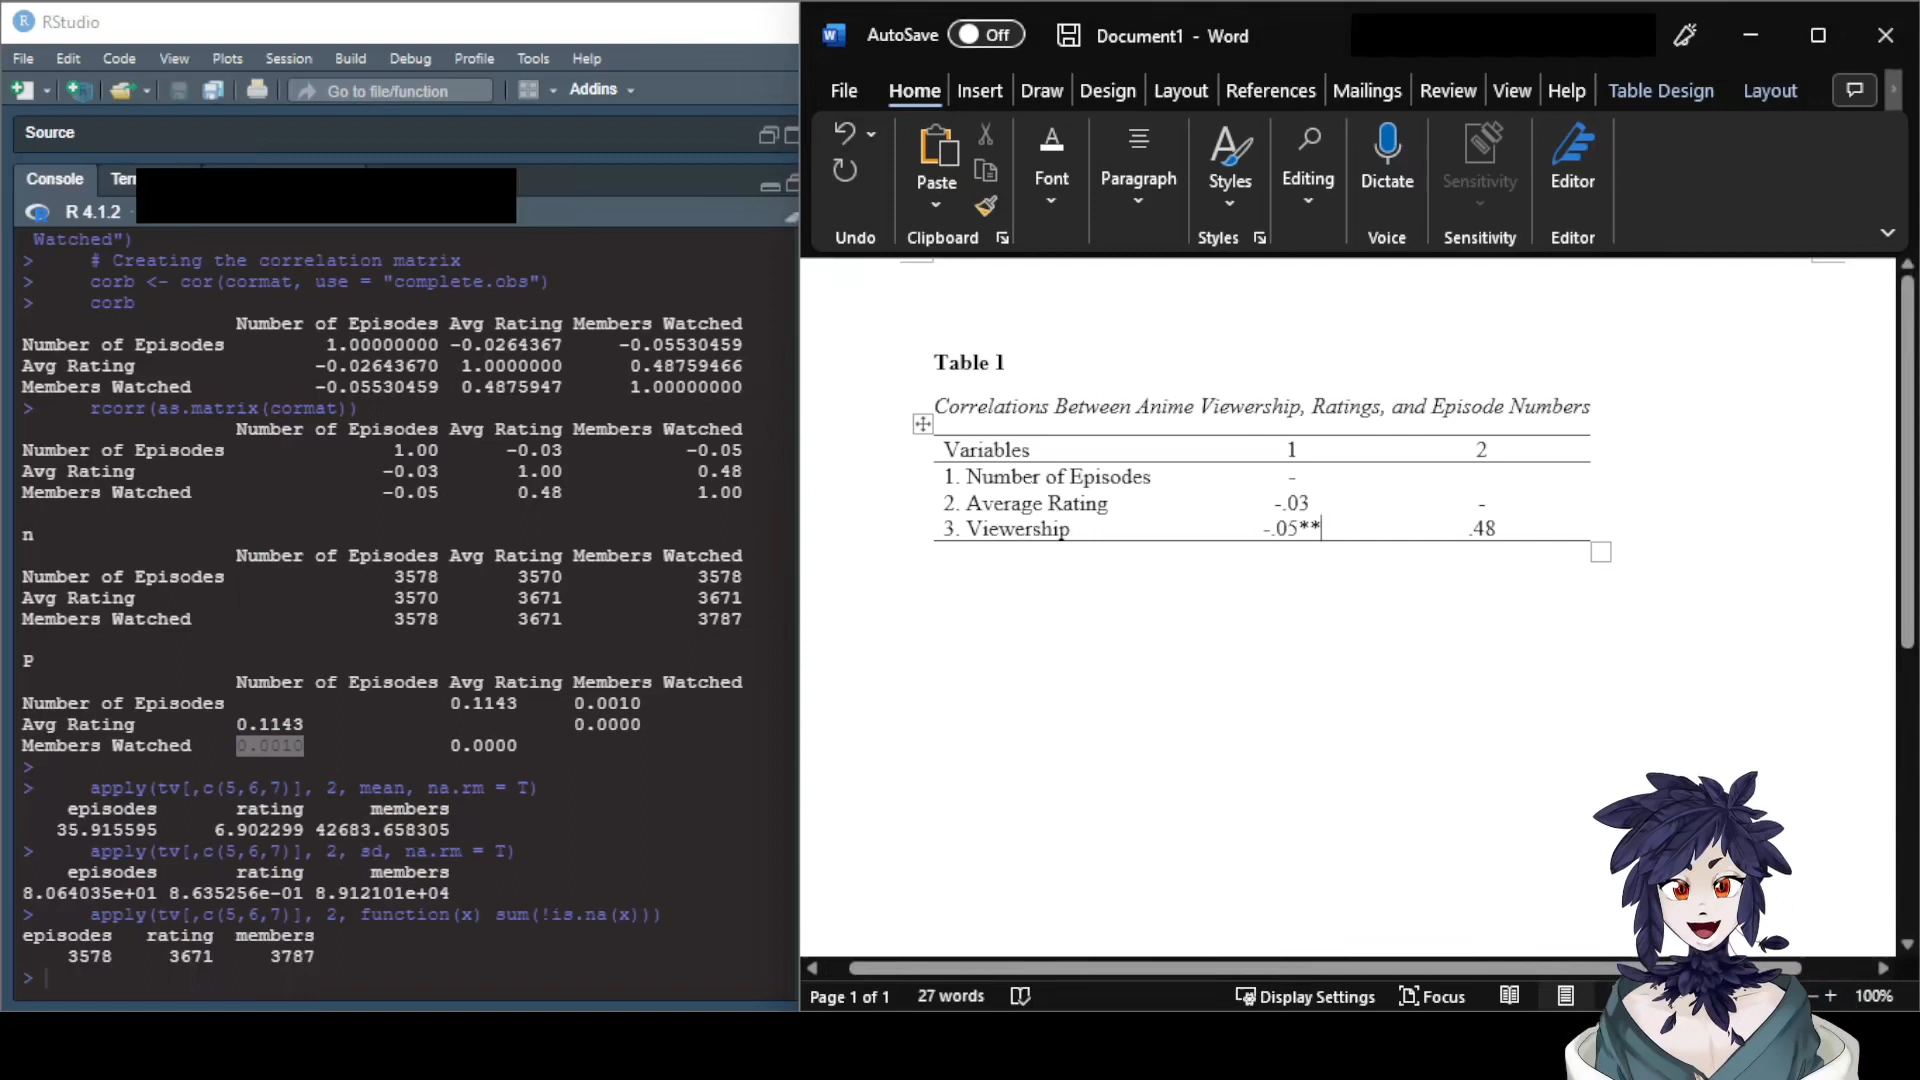 RStudio
File Edit Code View Plots Session Build Debug Profile Tools Help
Go to file/function Addins
Source
Console Ter
R 4.1.2
Watched")
> # Creating the correlation matrix
> corb <- cor(cormat, use = "complete.obs")
> corb
Number of Episodes Avg Rating Members Watched
Number of Episodes 1.00000000 -0.0264367 -0.05530459
Avg Rating -0.02643670 1.0000000 0.48759466
Members Watched -0.05530459 0.4875947 1.00000000
> rcorr(as.matrix(cormat))
Number of Episodes Avg Rating Members Watched
Number of Episodes 1.00 -0.03 -0.05
Avg Rating -0.03 1.00 0.48
Members Watched -0.05 0.48 1.00
n
Number of Episodes Avg Rating Members Watched
Number of Episodes 3578 3570 3578
Avg Rating 3570 3671 3671
Members Watched 3578 3671 3787
P
Number of Episodes Avg Rating Members Watched
Number of Episodes 0.1143 0.0010
Avg Rating 0.1143 0.0000
Members Watched 0.0010 0.0000
>
> apply(tv[,c(5,6,7)], 2, mean, na.rm = T)
episodes rating members
35.915595 6.902299 42683.658305
> apply(tv[,c(5,6,7)], 2, sd, na.rm = T)
episodes rating members
8.064035e+01 8.635256e-01 8.912101e+04
> apply(tv[,c(5,6,7)], 2, function(x) sum(!is.na(x)))
episodes rating members
3578 3671 3787
>
AutoSave Off Document1 - Word
File Home Insert Draw Design Layout References Mailings Review View Help Table Design Layout
Paste Font Paragraph Styles Editing Dictate Sensitivity Editor
Undo Clipboard Styles Voice Sensitivity Editor
Table 1
Correlations Between Anime Viewership, Ratings, and Episode Numbers
Variables 1 2
1. Number of Episodes -
2. Average Rating -.03 -
3. Viewership -.05** .48
Page 1 of 1 27 words Display Settings Focus 100%